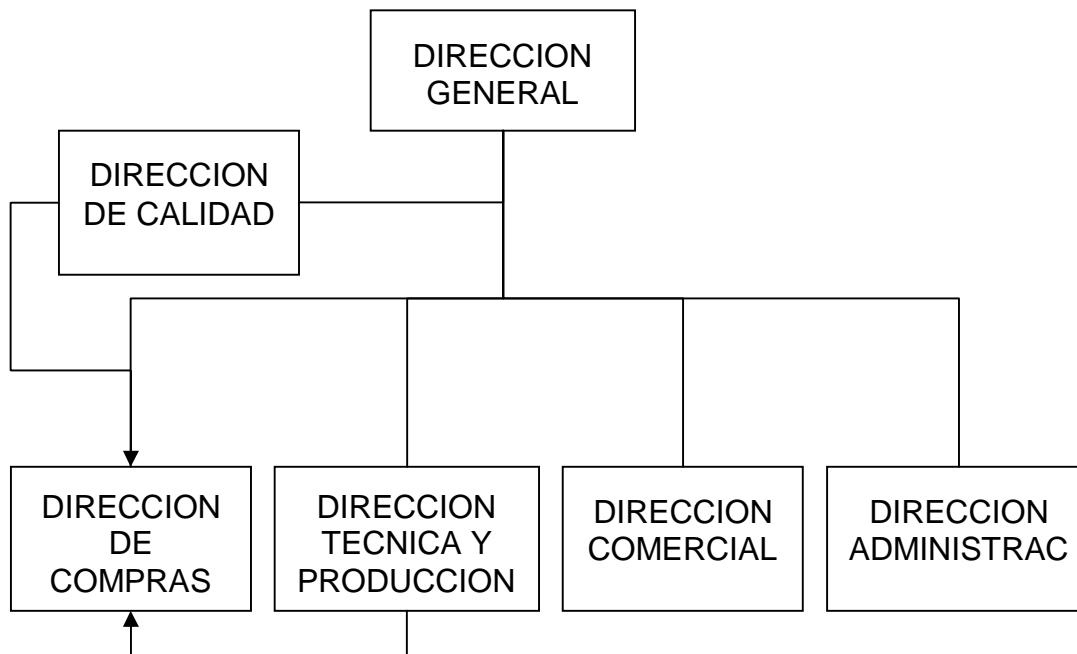 DIRECCION
GENERAL
DIRECCION
DE CALIDAD
DIRECCION
DE
COMPRAS
DIRECCION
TECNICA Y
PRODUCCION
DIRECCION
COMERCIAL
DIRECCION
ADMINISTRAC